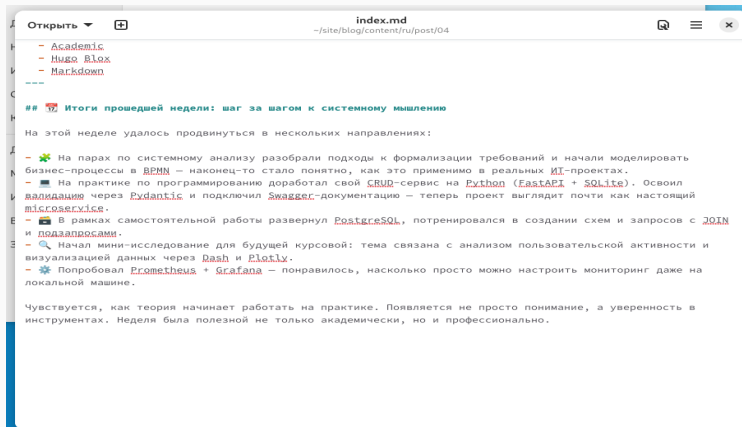 Открыть
index.md
~/site/blog/content/ru/post/04
- Academic
- Hugo Blox
- Markdown
---
## 📆 Итоги прошедшей недели: шаг за шагом к системному мышлению
На этой неделе удалось продвинуться в нескольких направлениях:
- 🧩 На парах по системному анализу разобрали подходы к формализации требований и начали моделировать
бизнес-процессы в BPMN — наконец-то стало понятно, как это применимо в реальных ИТ-проектах.
- 💻 На практике по программированию доработал свой CRUD-сервис на Python (FastAPI + SQLite). Освоил
валидацию через Pydantic и подключил Swagger-документацию — теперь проект выглядит почти как настоящий
microservice.
- 🗃 В рамках самостоятельной работы развернул PostgreSQL, потренировался в создании схем и запросов с JOIN
и подзапросами.
- 🔍 Начал мини-исследование для будущей курсовой: тема связана с анализом пользовательской активности и
визуализацией данных через Dash и Plotly.
- ⚙️ Попробовал Prometheus + Grafana — понравилось, насколько просто можно настроить мониторинг даже на
локальной машине.
Чувствуется, как теория начинает работать на практике. Появляется не просто понимание, а уверенность в
инструментах. Неделя была полезной не только академически, но и профессионально.